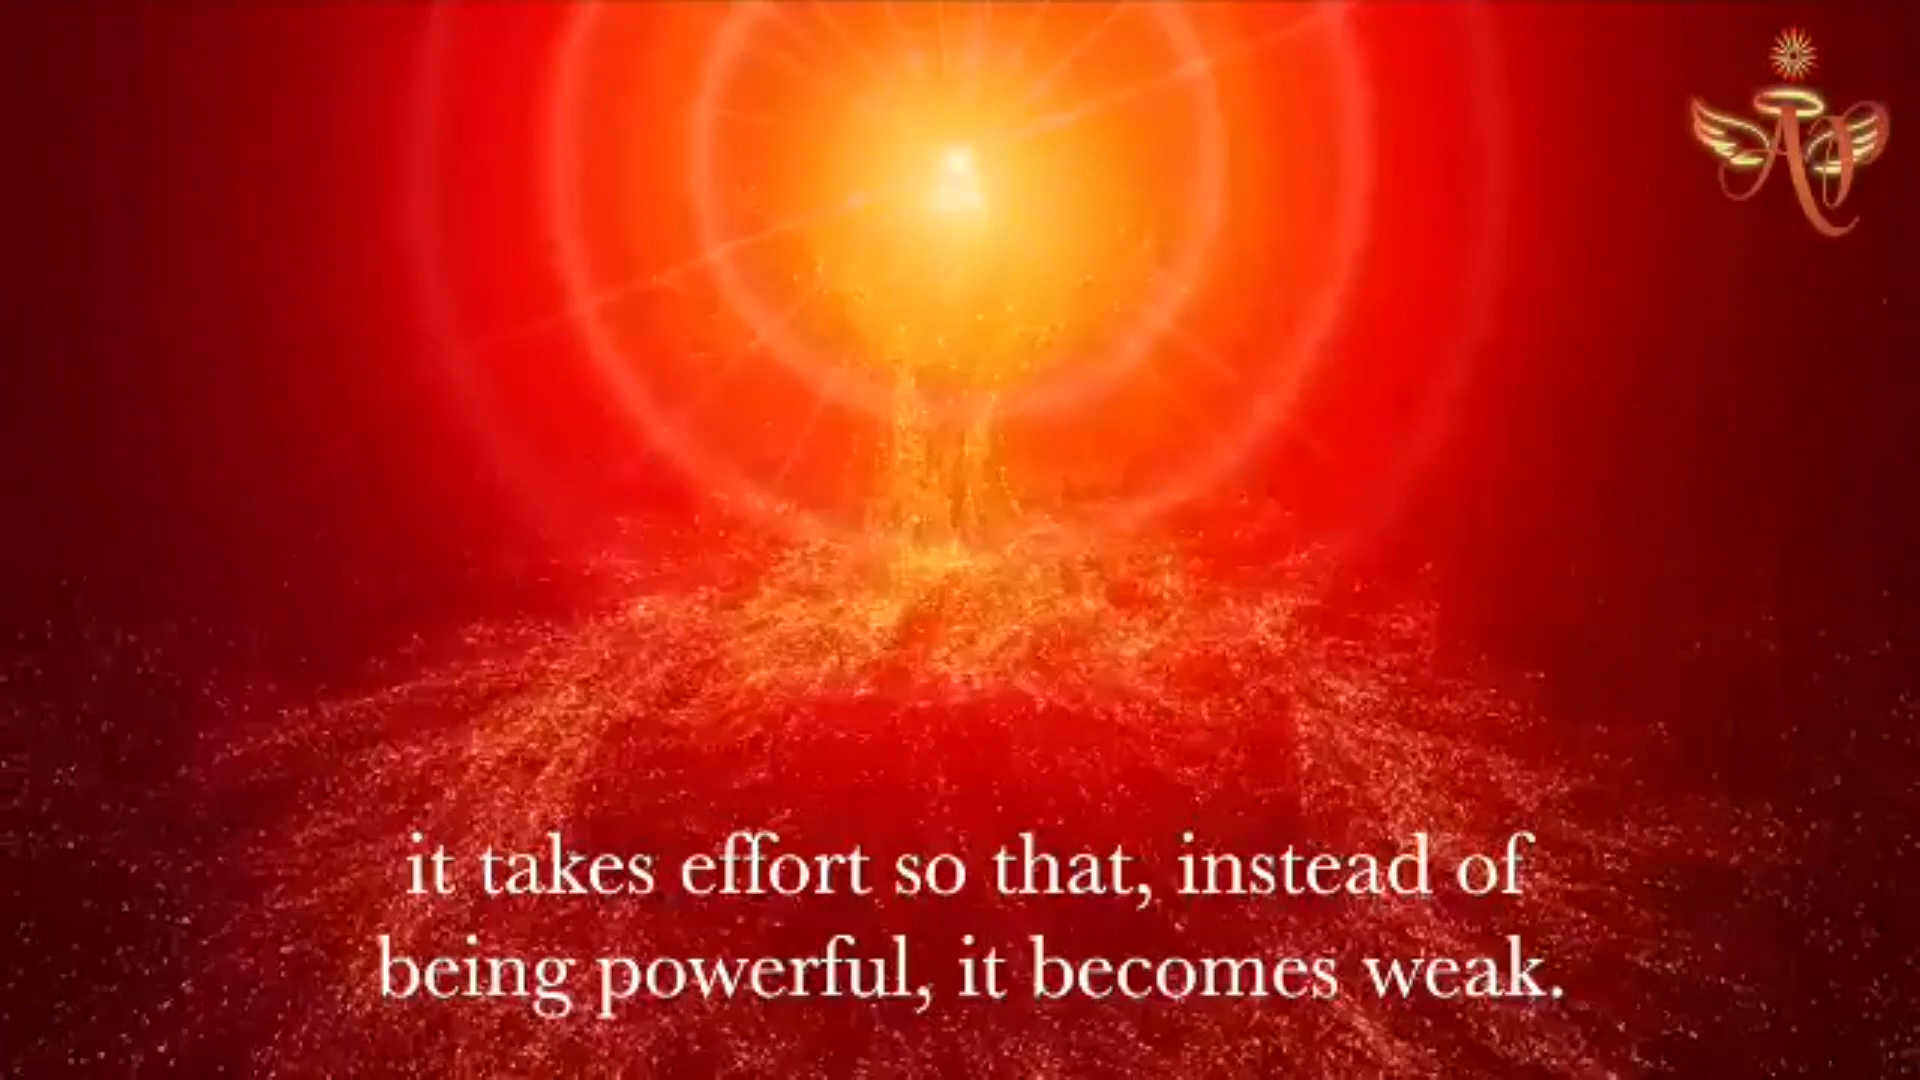 it takes effort so that, instead of
being powerful, it becomes weak.